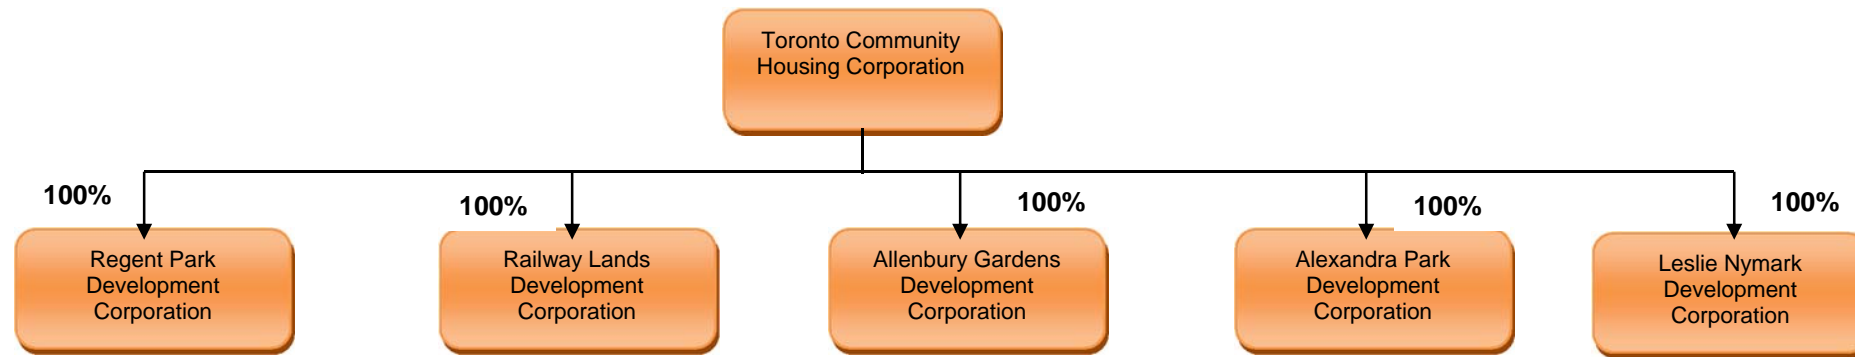 Toronto Community
Housing Corporation
100%
100%
100%
100%
100%
Regent Park
Development
Corporation
Railway Lands
Development
Corporation
Allenbury Gardens
Development
Corporation
Alexandra Park
Development
Corporation
Leslie Nymark
Development
Corporation